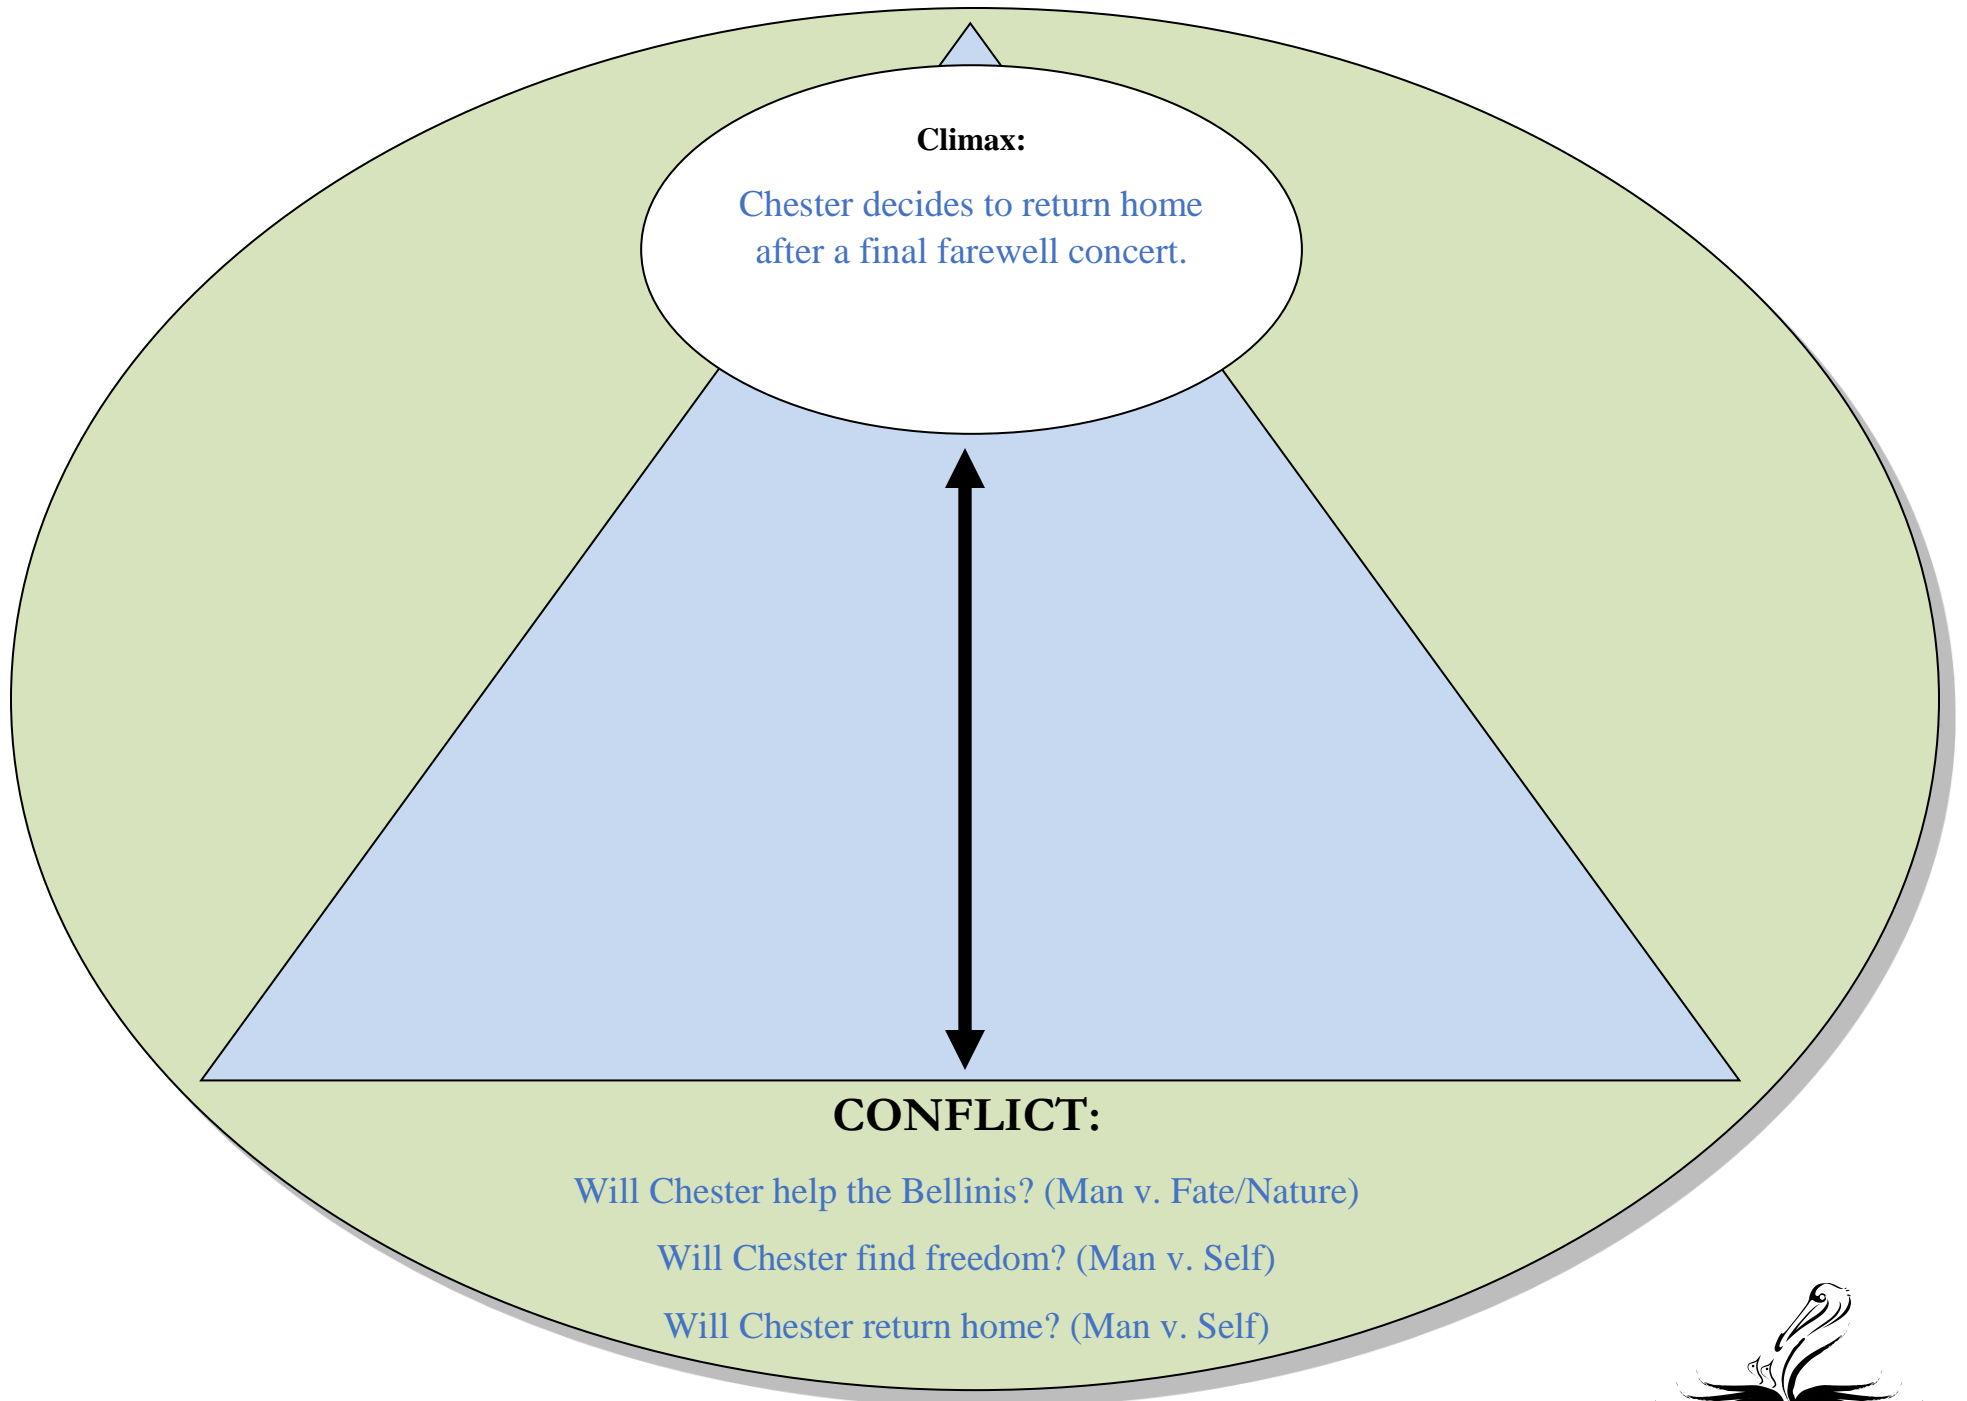 Climax:
Chester decides to return home
after a final farewell concert.
CONFLICT:
Will Chester help the Bellinis? (Man v. Fate/Nature)
Will Chester find freedom? (Man v. Self)
Will Chester return home? (Man v. Self)